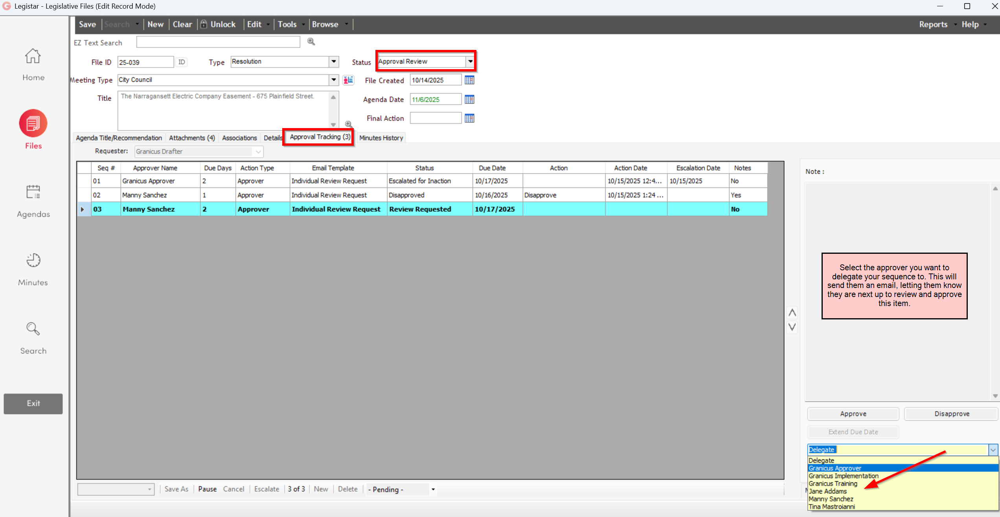 Legistar - Legislative Files (Edit Record Mode)
Save Search New Clear Unlock Edit Tools Browse Reports Help
EZ Text Search
File ID 25-039 ID Type Resolution Status Approval Review
Meeting Type City Council File Created 10/14/2025
Title The Narragansett Electric Company Easement - 675 Plainfield Street.
Agenda Date 11/6/2025
Final Action
Home
Files
Agendas
Minutes
Search
Exit
Agenda Title/Recommendation Attachments (4) Associations Details Approval Tracking (3) Minutes History
Requester: Granicus Drafter
Seq # Approver Name Due Days Action Type Email Template Status Due Date Action Action Date Escalation Date Notes
01 Granicus Approver 2 Approver Individual Review Request Escalated for Inaction 10/17/2025 10/15/2025 12:4... 10/15/2025 No
02 Manny Sanchez 1 Approver Individual Review Request Disapproved 10/16/2025 Disapprove 10/15/2025 1:24 ... Yes
03 Manny Sanchez 2 Approver Individual Review Request Review Requested 10/17/2025 No
Note :
Select the approver you want to
delegate your sequence to. This will
send them an email, letting them know
they are next up to review and approve
this item.
Approve Disapprove
Extend Due Date
Delegate
Delegate
Granicus Approver
Granicus Implementation
Granicus Training
Jane Addams
Manny Sanchez
Tina Mastroianni
Save As Pause Cancel Escalate 3 of 3 New Delete - Pending -